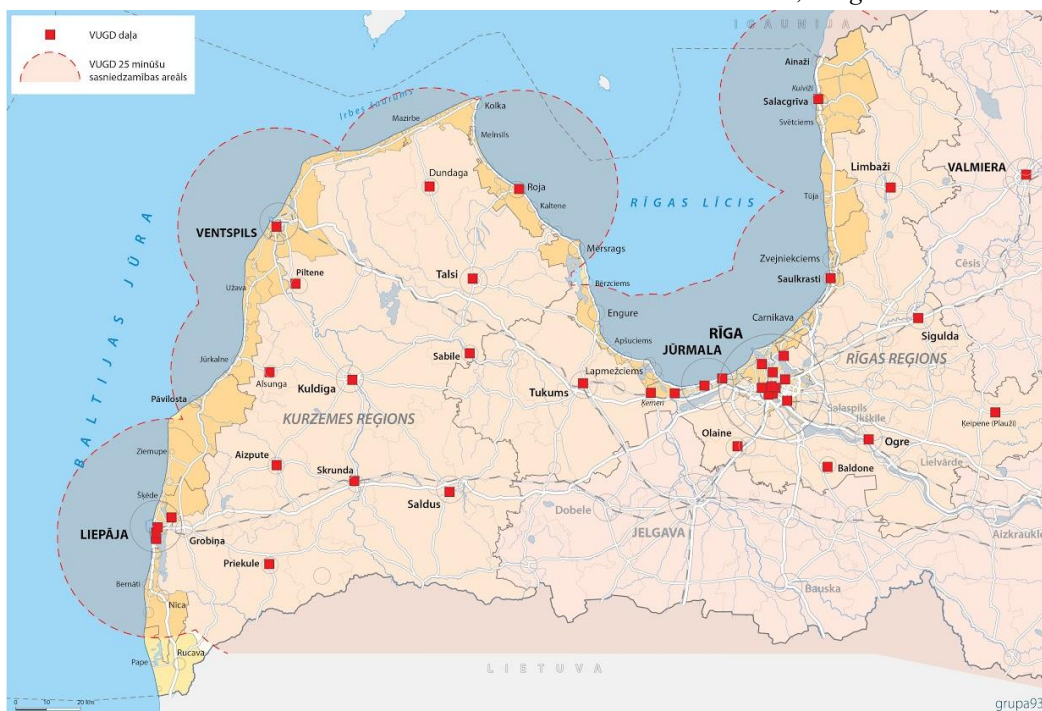 IGAUNIJA
VUGD daļa
VUGD 25 minūšu
sasniedzamības areāls
Ainaži
Kuiviži
Salacgrīva
Svētciems
Irbes šaurums
Kolka
Mazirbe
Melnsils
Limbaži
VALMIERA
Dundaga
Roja
Kaltene
RĪGAS LĪCIS
Tūja
BALTIJAS JŪRA
VENTSPILS
Mērsrags
Zvejniekciems
Cēsis
Talsi
Bērzciems
Saulkrasti
Piltene
Užava
Engure
Carnikava
Sigulda
RĪGA
JŪRMALA
Apšuciems
RĪGAS REĢIONS
Jūrkalne
Sabile
Lapmežciems
Alsunga
Kuldīga
Tukums
Ķemeri
Pāvilosta
KURZEMES REĢIONS
Salaspils
Ikšķile
Ķeipene (Plauži)
Olaine
Ogre
Ziemupe
Aizpute
Skrunda
Baldone
Lielvārde
Šķēde
Saldus
Dobele
LIEPĀJA
Grobiņa
JELGAVA
Aizkraukle
Priekule
Bernāti
Bauska
Nīca
Rucava
Pape
LIETUVA
0 10 20 km
grupa93